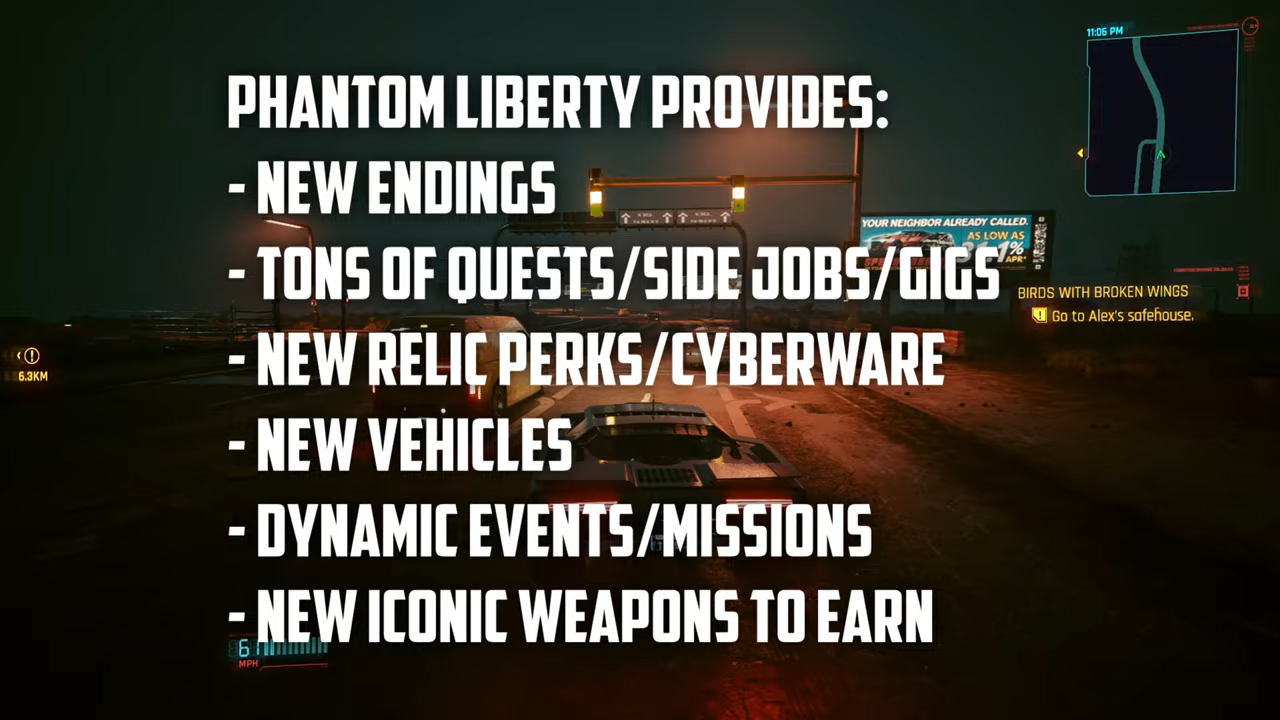 11:06 PM
PHANTOM LIBERTY PROVIDES:
- NEW ENDINGS
YOUR NEIGHBOR ALREADY CALLED.
AS LOW AS
APR*
- TONS OF QUESTS/SIDE JOBS/GIGS
BIRDS WITH BROKEN WINGS
Go to Alex's safehouse.
- NEW RELIC PERKS/CYBERWARE
6.3KM
- NEW VEHICLES
- DYNAMIC EVENTS/MISSIONS
- NEW ICONIC WEAPONS TO EARN
61
MPH